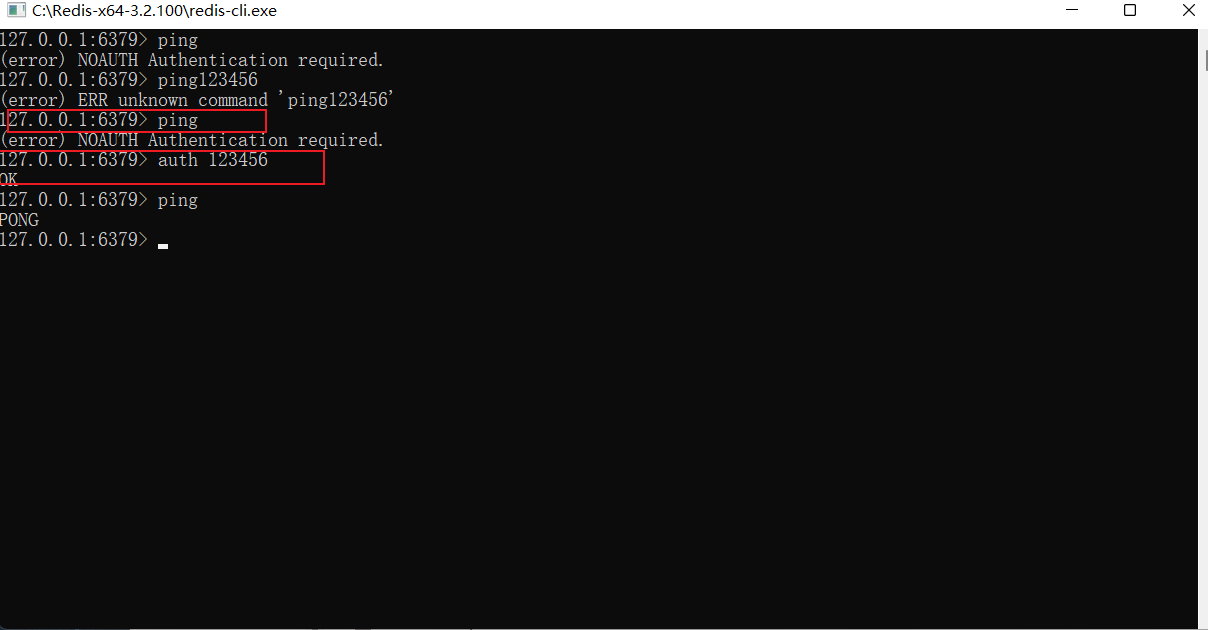 C:\Redis-x64-3.2.100\redis-cli.exe
127.0.0.1:6379> ping
(error) NOAUTH Authentication required.
127.0.0.1:6379> ping123456
(error) ERR unknown command 'ping123456'
127.0.0.1:6379> ping
(error) NOAUTH Authentication required.
127.0.0.1:6379> auth 123456
OK
127.0.0.1:6379> ping
PONG
127.0.0.1:6379>